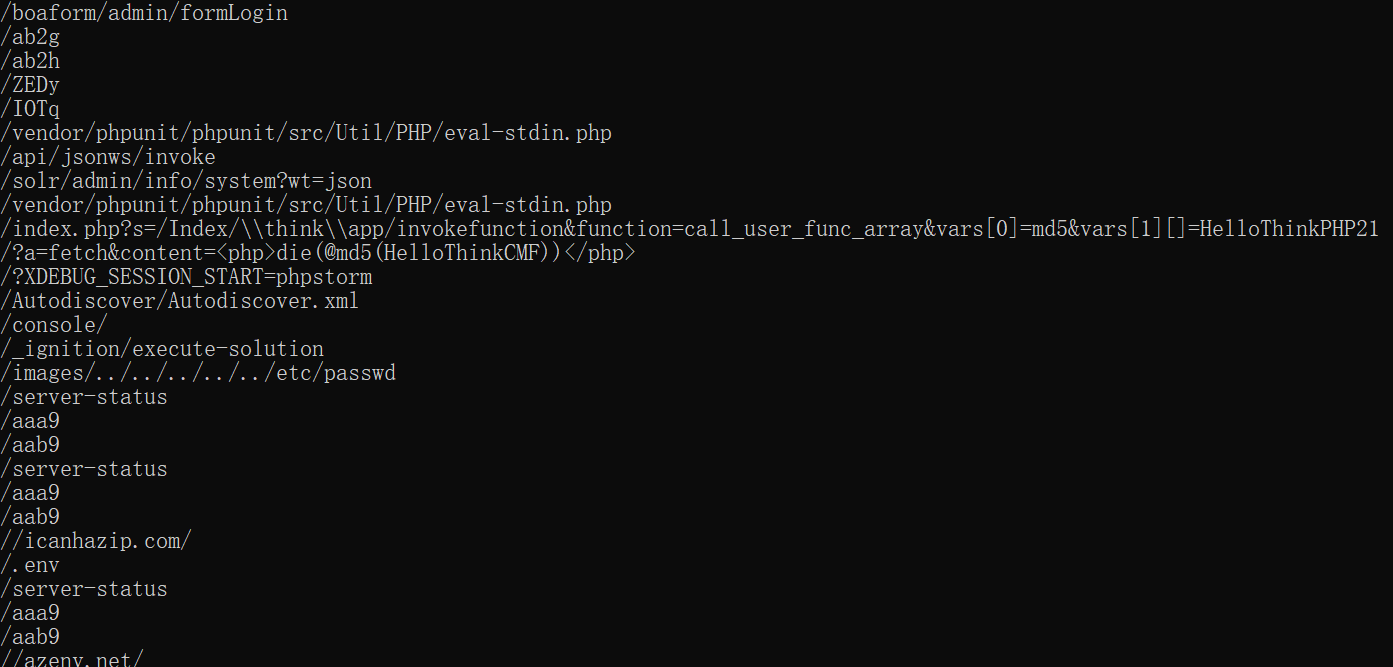 /boaform/admin/formLogin
/ab2g
/ab2h
/ZEDy
/IOTq
/vendor/phpunit/phpunit/src/Util/PHP/eval-stdin.php
/api/jsonws/invoke
/solr/admin/info/system?wt=json
/vendor/phpunit/phpunit/src/Util/PHP/eval-stdin.php
/index.php?s=/Index/\\think\\app/invokefunction&function=call_user_func_array&vars[0]=md5&vars[1][]=HelloThinkPHP21
/?a=fetch&content=<php>die(@md5(HelloThinkCMF))</php>
/?XDEBUG_SESSION_START=phpstorm
/Autodiscover/Autodiscover.xml
/console/
/_ignition/execute-solution
/images/../../../../../etc/passwd
/server-status
/aaa9
/aab9
/server-status
/aaa9
/aab9
//icanhazip.com/
/.env
/server-status
/aaa9
/aab9
//azenv.net/